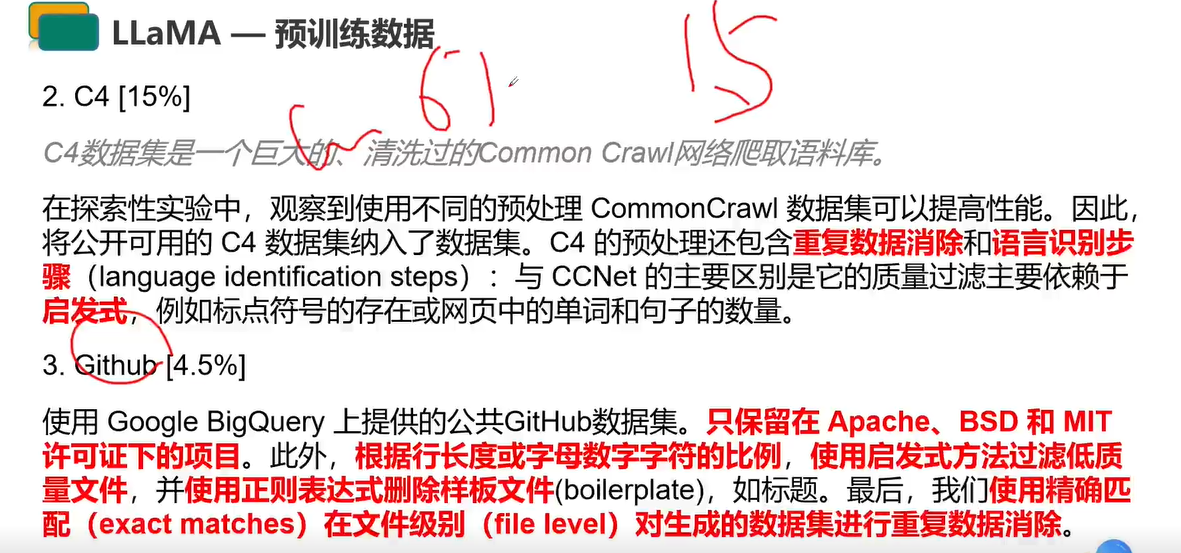 LLaMA — 预训练数据
61
15
2. C4 [15%]
C4数据集是一个巨大的、清洗过的Common Crawl网络爬取语料库。
在探索性实验中，观察到使用不同的预处理 CommonCrawl 数据集可以提高性能。因此，
将公开可用的 C4 数据集纳入了数据集。C4 的预处理还包含重复数据消除和语言识别步
骤（language identification steps）：与 CCNet 的主要区别是它的质量过滤主要依赖于
启发式，例如标点符号的存在或网页中的单词和句子的数量。
3. Github [4.5%]
使用 Google BigQuery 上提供的公共GitHub数据集。只保留在 Apache、BSD 和 MIT
许可证下的项目。此外，根据行长度或字母数字字符的比例，使用启发式方法过滤低质
量文件，并使用正则表达式删除样板文件(boilerplate)，如标题。最后，我们使用精确匹
配（exact matches）在文件级别（file level）对生成的数据集进行重复数据消除。